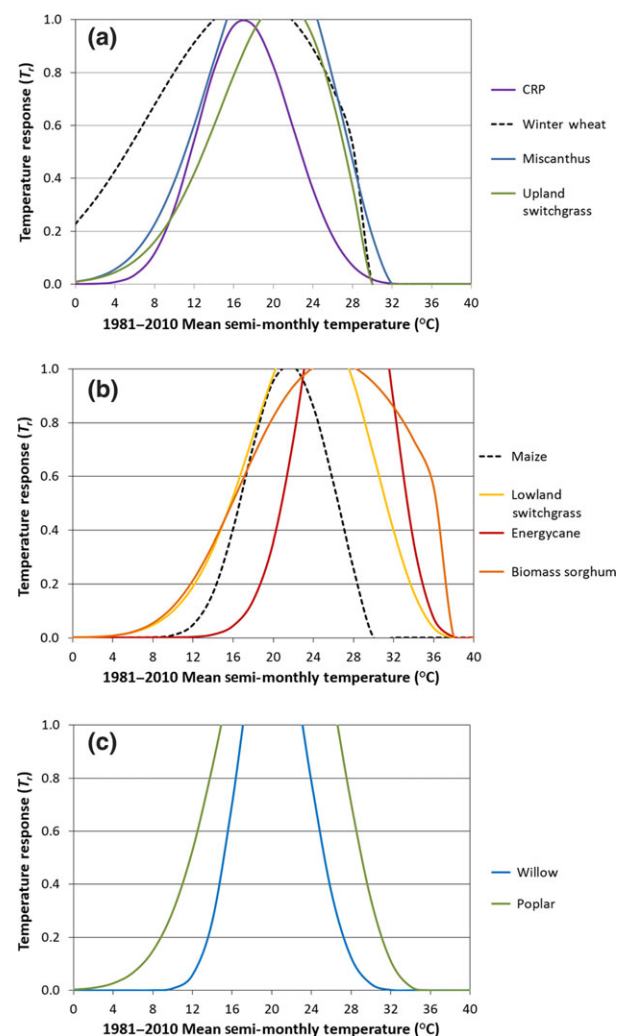 (a)
Temperature response (Tr)
1.0
0.8
0.6
0.4
0.2
0.0
0 4 8 12 16 20 24 28 32 36 40
1981–2010 Mean semi-monthly temperature (°C)
CRP
Winter wheat
Miscanthus
Upland
switchgrass
(b)
Temperature response (Tr)
1.0
0.8
0.6
0.4
0.2
0.0
0 4 8 12 16 20 24 28 32 36 40
1981–2010 Mean semi-monthly temperature (°C)
Maize
Lowland
switchgrass
Energycane
Biomass sorghum
(c)
Temperature response (Tr)
1.0
0.8
0.6
0.4
0.2
0.0
0 4 8 12 16 20 24 28 32 36 40
1981–2010 Mean semi-monthly temperature (°C)
Willow
Poplar